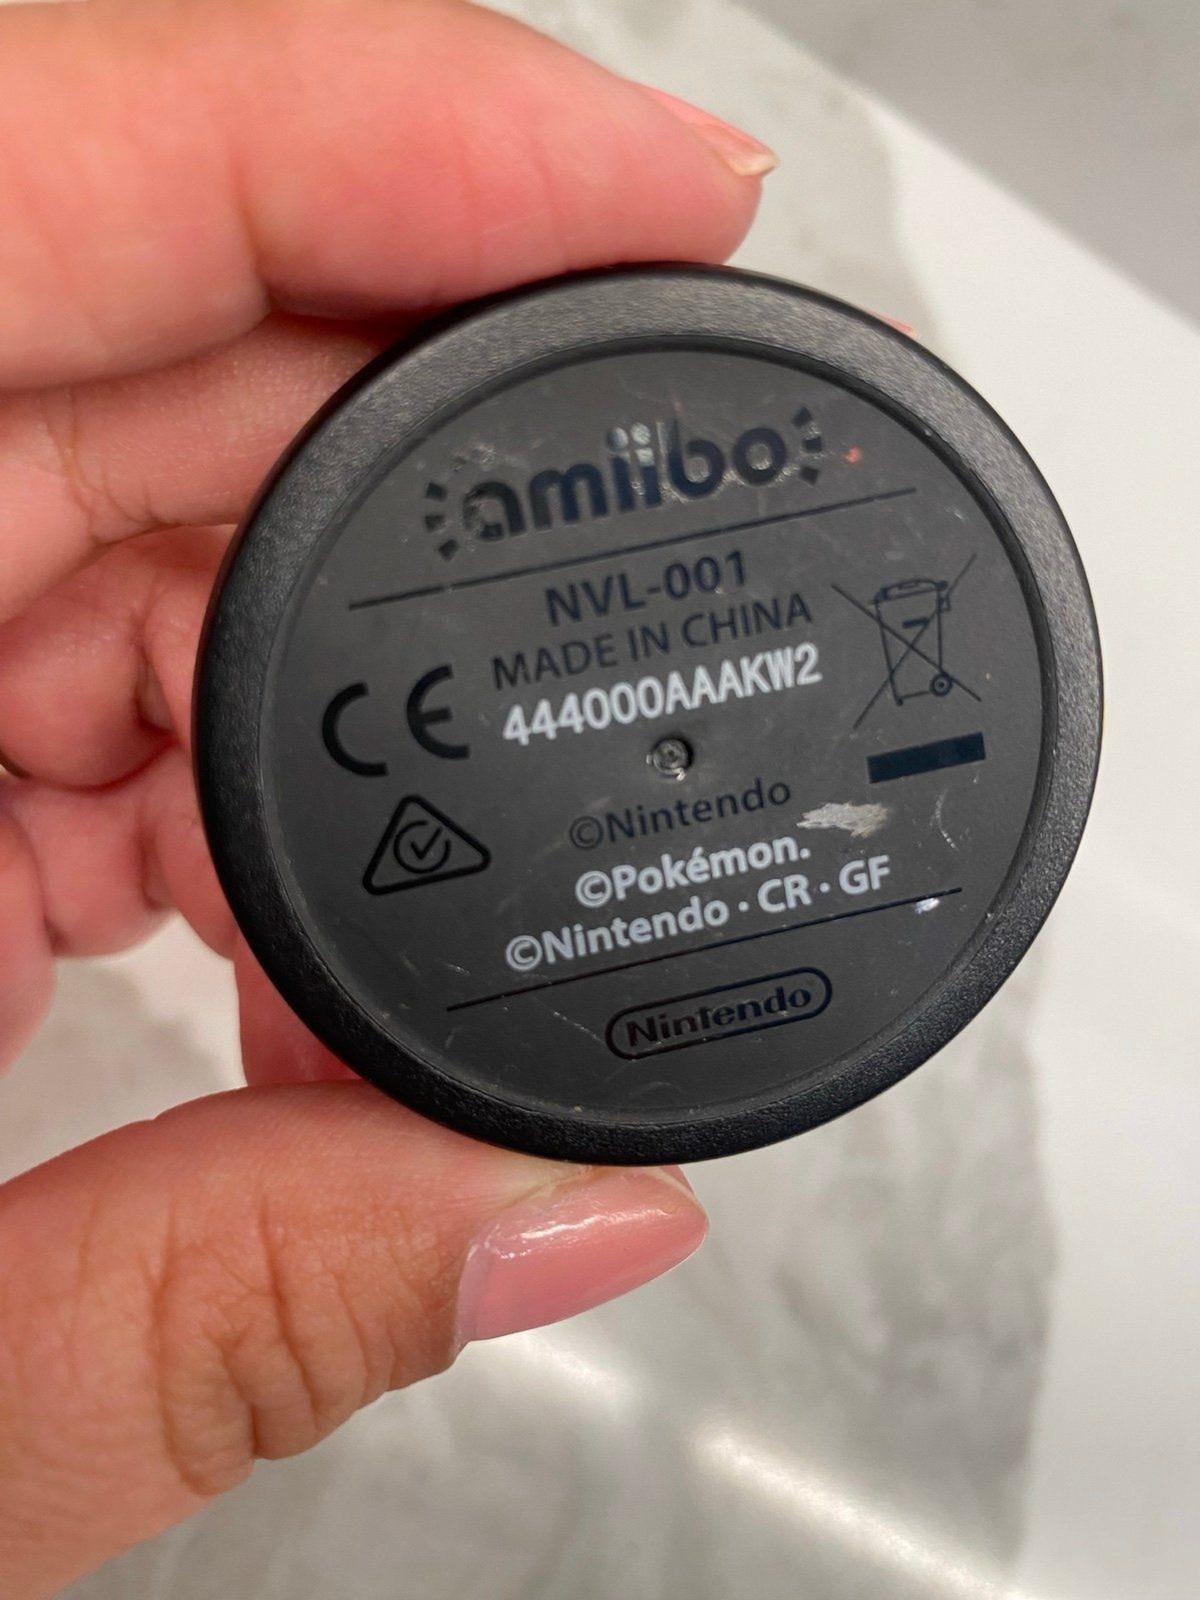 amiibo
NVL-001
MADE IN CHINA
444000AAAKW2
CE
©Nintendo
©Pokémon.
©Nintendo・CR・GF
Nintendo